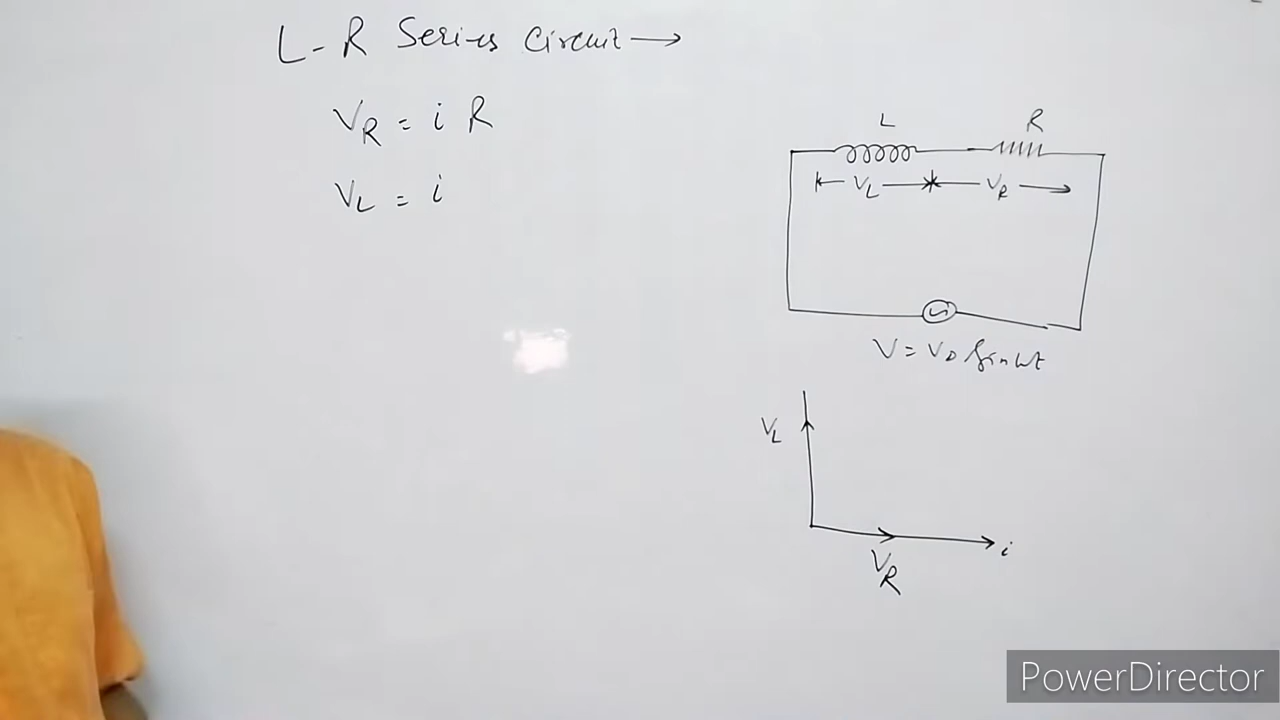 L-R Series Circuit →
V_R = i R
V_L = i
L R
V_L V_R
V = V₀ Sin ωt
V_L
i
V_R
PowerDirector